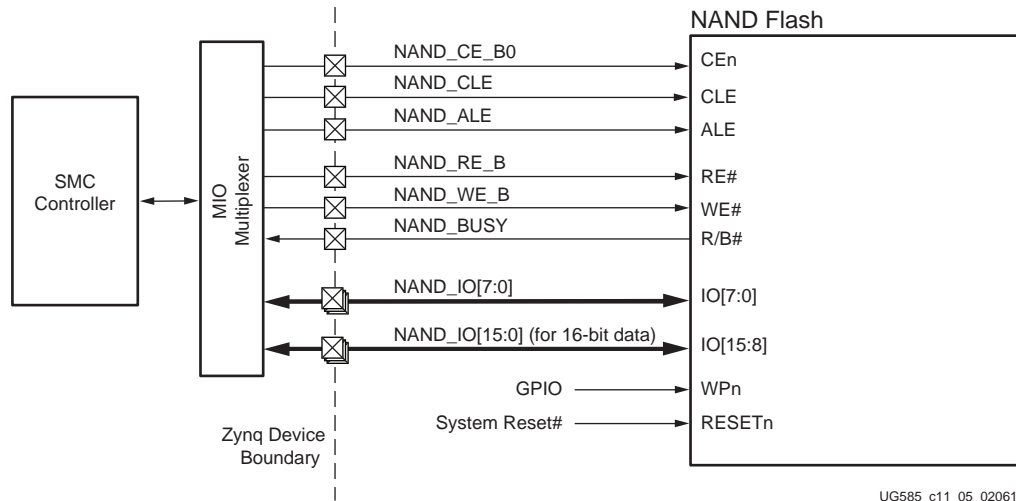 NAND Flash
SMC
Controller
MIO
Multiplexer
NAND_CE_B0
NAND_CLE
NAND_ALE
NAND_RE_B
NAND_WE_B
NAND_BUSY
NAND_IO[7:0]
NAND_IO[15:0] (for 16-bit data)
GPIO
System Reset#
CEn
CLE
ALE
RE#
WE#
R/B#
IO[7:0]
IO[15:8]
WPn
RESETn
Zynq Device
Boundary
UG585_c11_05_02061